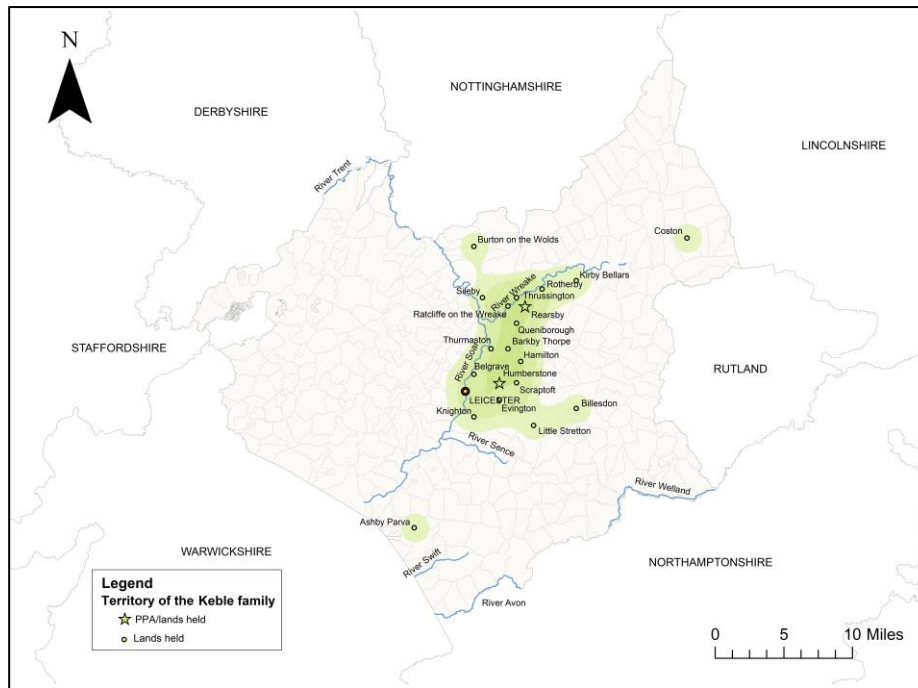 N
NOTTINGHAMSHIRE
DERBYSHIRE
LINCOLNSHIRE
River Trent
Coston
Burton on the Wolds
Kirby Bellars
Rotherby
Sileby
River Wreake
Thrussington
Ratcliffe on the Wreake
Rearsby
Queniborough
STAFFORDSHIRE
Thurmaston
Barkby Thorpe
River Soar
Hamilton
Belgrave
Humberstone
RUTLAND
Scraptoft
LEICESTER
Evington
Billesdon
Knighton
Little Stretton
River Sence
River Welland
Ashby Parva
WARWICKSHIRE
River Swift
NORTHAMPTONSHIRE
River Avon
Legend
Territory of the Keble family
PPA/lands held
Lands held
0 5 10 Miles